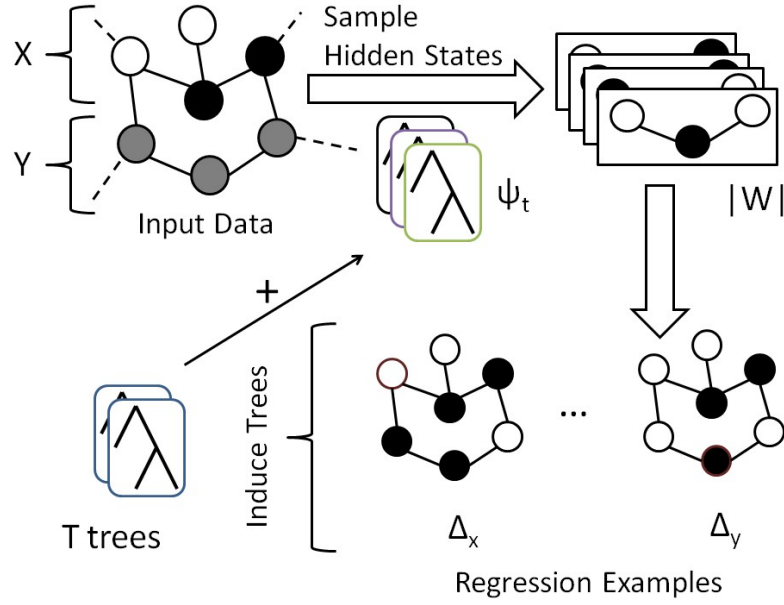 X
Y
Input Data
Sample
Hidden States
ψt
|W|
+
T trees
Induce Trees
...
Δx
Δy
Regression Examples